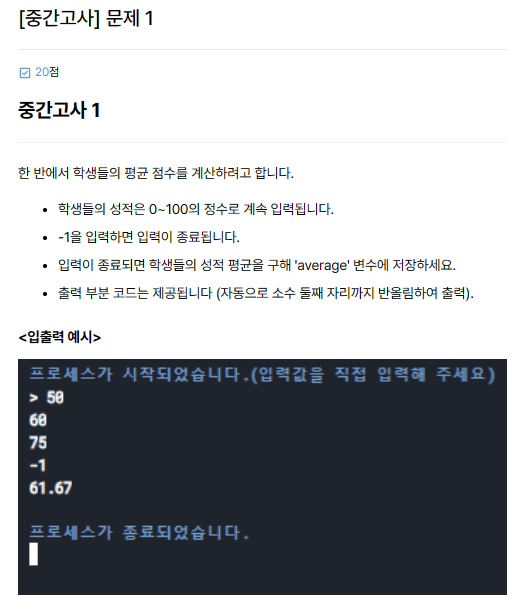 [중간고사] 문제 1
20점
중간고사 1
한 반에서 학생들의 평균 점수를 계산하려고 합니다.
• 학생들의 성적은 0~100의 정수로 계속 입력됩니다.
• -1을 입력하면 입력이 종료됩니다.
• 입력이 종료되면 학생들의 성적 평균을 구해 'average' 변수에 저장하세요.
• 출력 부분 코드는 제공됩니다 (자동으로 소수 둘째 자리까지 반올림하여 출력).
<입출력 예시>
프로세스가 시작되었습니다.(입력값을 직접 입력해 주세요)
> 50
60
75
-1
61.67
프로세스가 종료되었습니다.